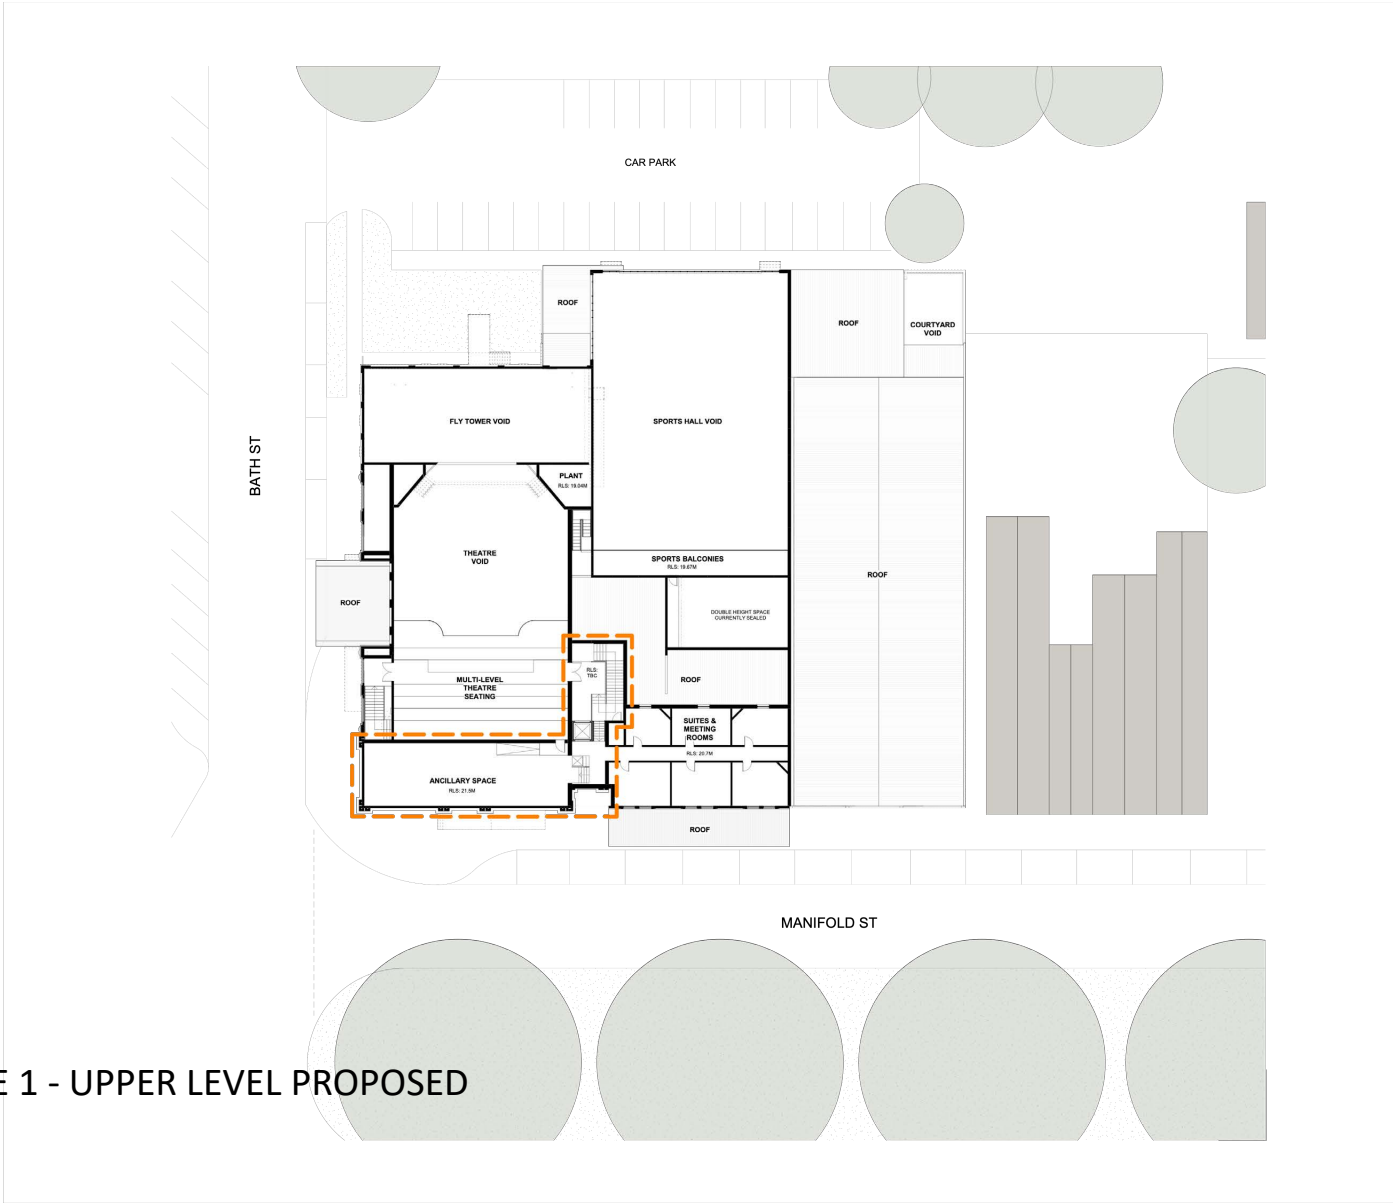 CAR PARK
ROOF
ROOF
COURTYARD
VOID
FLY TOWER VOID
SPORTS HALL VOID
BATH ST
PLANT
RLS: 19.04M
THEATRE
VOID
SPORTS BALCONIES
RLS: 19.67M
ROOF
ROOF
DOUBLE HEIGHT SPACE
CURRENTLY SEALED
RLS:
TBC
ROOF
MULTI-LEVEL
THEATRE
SEATING
SUITES &
MEETING
ROOMS
RLS: 20.7M
ANCILLARY SPACE
RLS: 21.5M
ROOF
MANIFOLD ST
E 1 - UPPER LEVEL PROPOSED